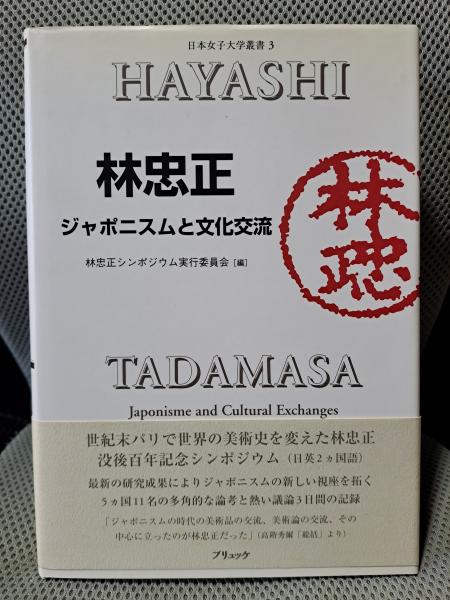 日本女子大学叢書 3
HAYASHI
林忠正
ジャポニスムと文化交流
林忠正シンポジウム実行委員会 [編]
林
忠
TADAMASA
Japonisme and Cultural Exchanges
世紀末パリで世界の美術史を変えた林忠正
没後百年記念シンポジウム（日英2ヵ国語）
最新の研究成果によりジャポニスムの新しい視座を拓く
5ヵ国11名の多角的な論考と熱い議論3日間の記録
「ジャポニスムの時代の美術品の交流、美術論の交流、その
中心に立ったのが林忠正だった」（高階秀爾「総括」より）
ブリュッケ